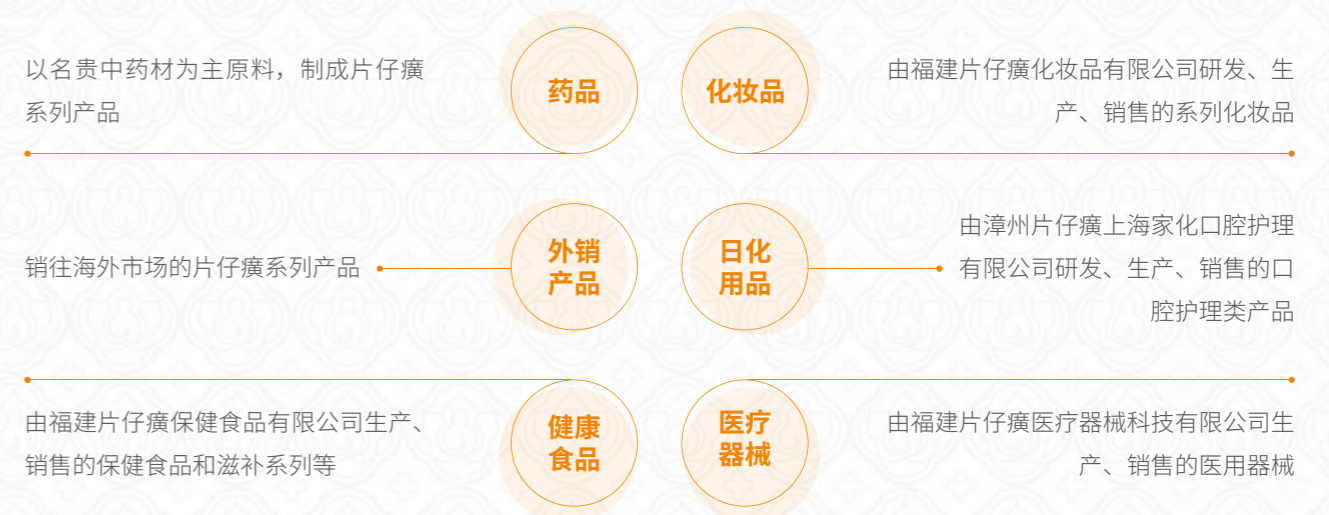 以名贵中药材为主原料，制成片仔癀
系列产品
药品
化妆品
由福建片仔癀化妆品有限公司研发、生
产、销售的系列化妆品
销往海外市场的片仔癀系列产品
外销
产品
日化
用品
由漳州片仔癀上海家化口腔护理
有限公司研发、生产、销售的口
腔护理类产品
由福建片仔癀保健食品有限公司生产、
销售的保健食品和滋补系列等
健康
食品
医疗
器械
由福建片仔癀医疗器械科技有限公司生
产、销售的医用器械